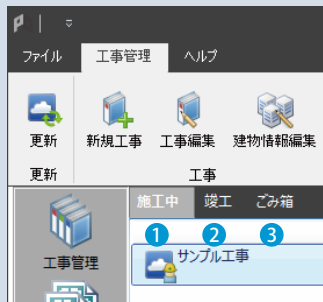 ファイル 工事管理 ヘルプ
更新 新規工事 工事編集 建物情報編集
更新 工事
施工中 竣工 ごみ箱
1 2 3
工事管理
サンプル工事